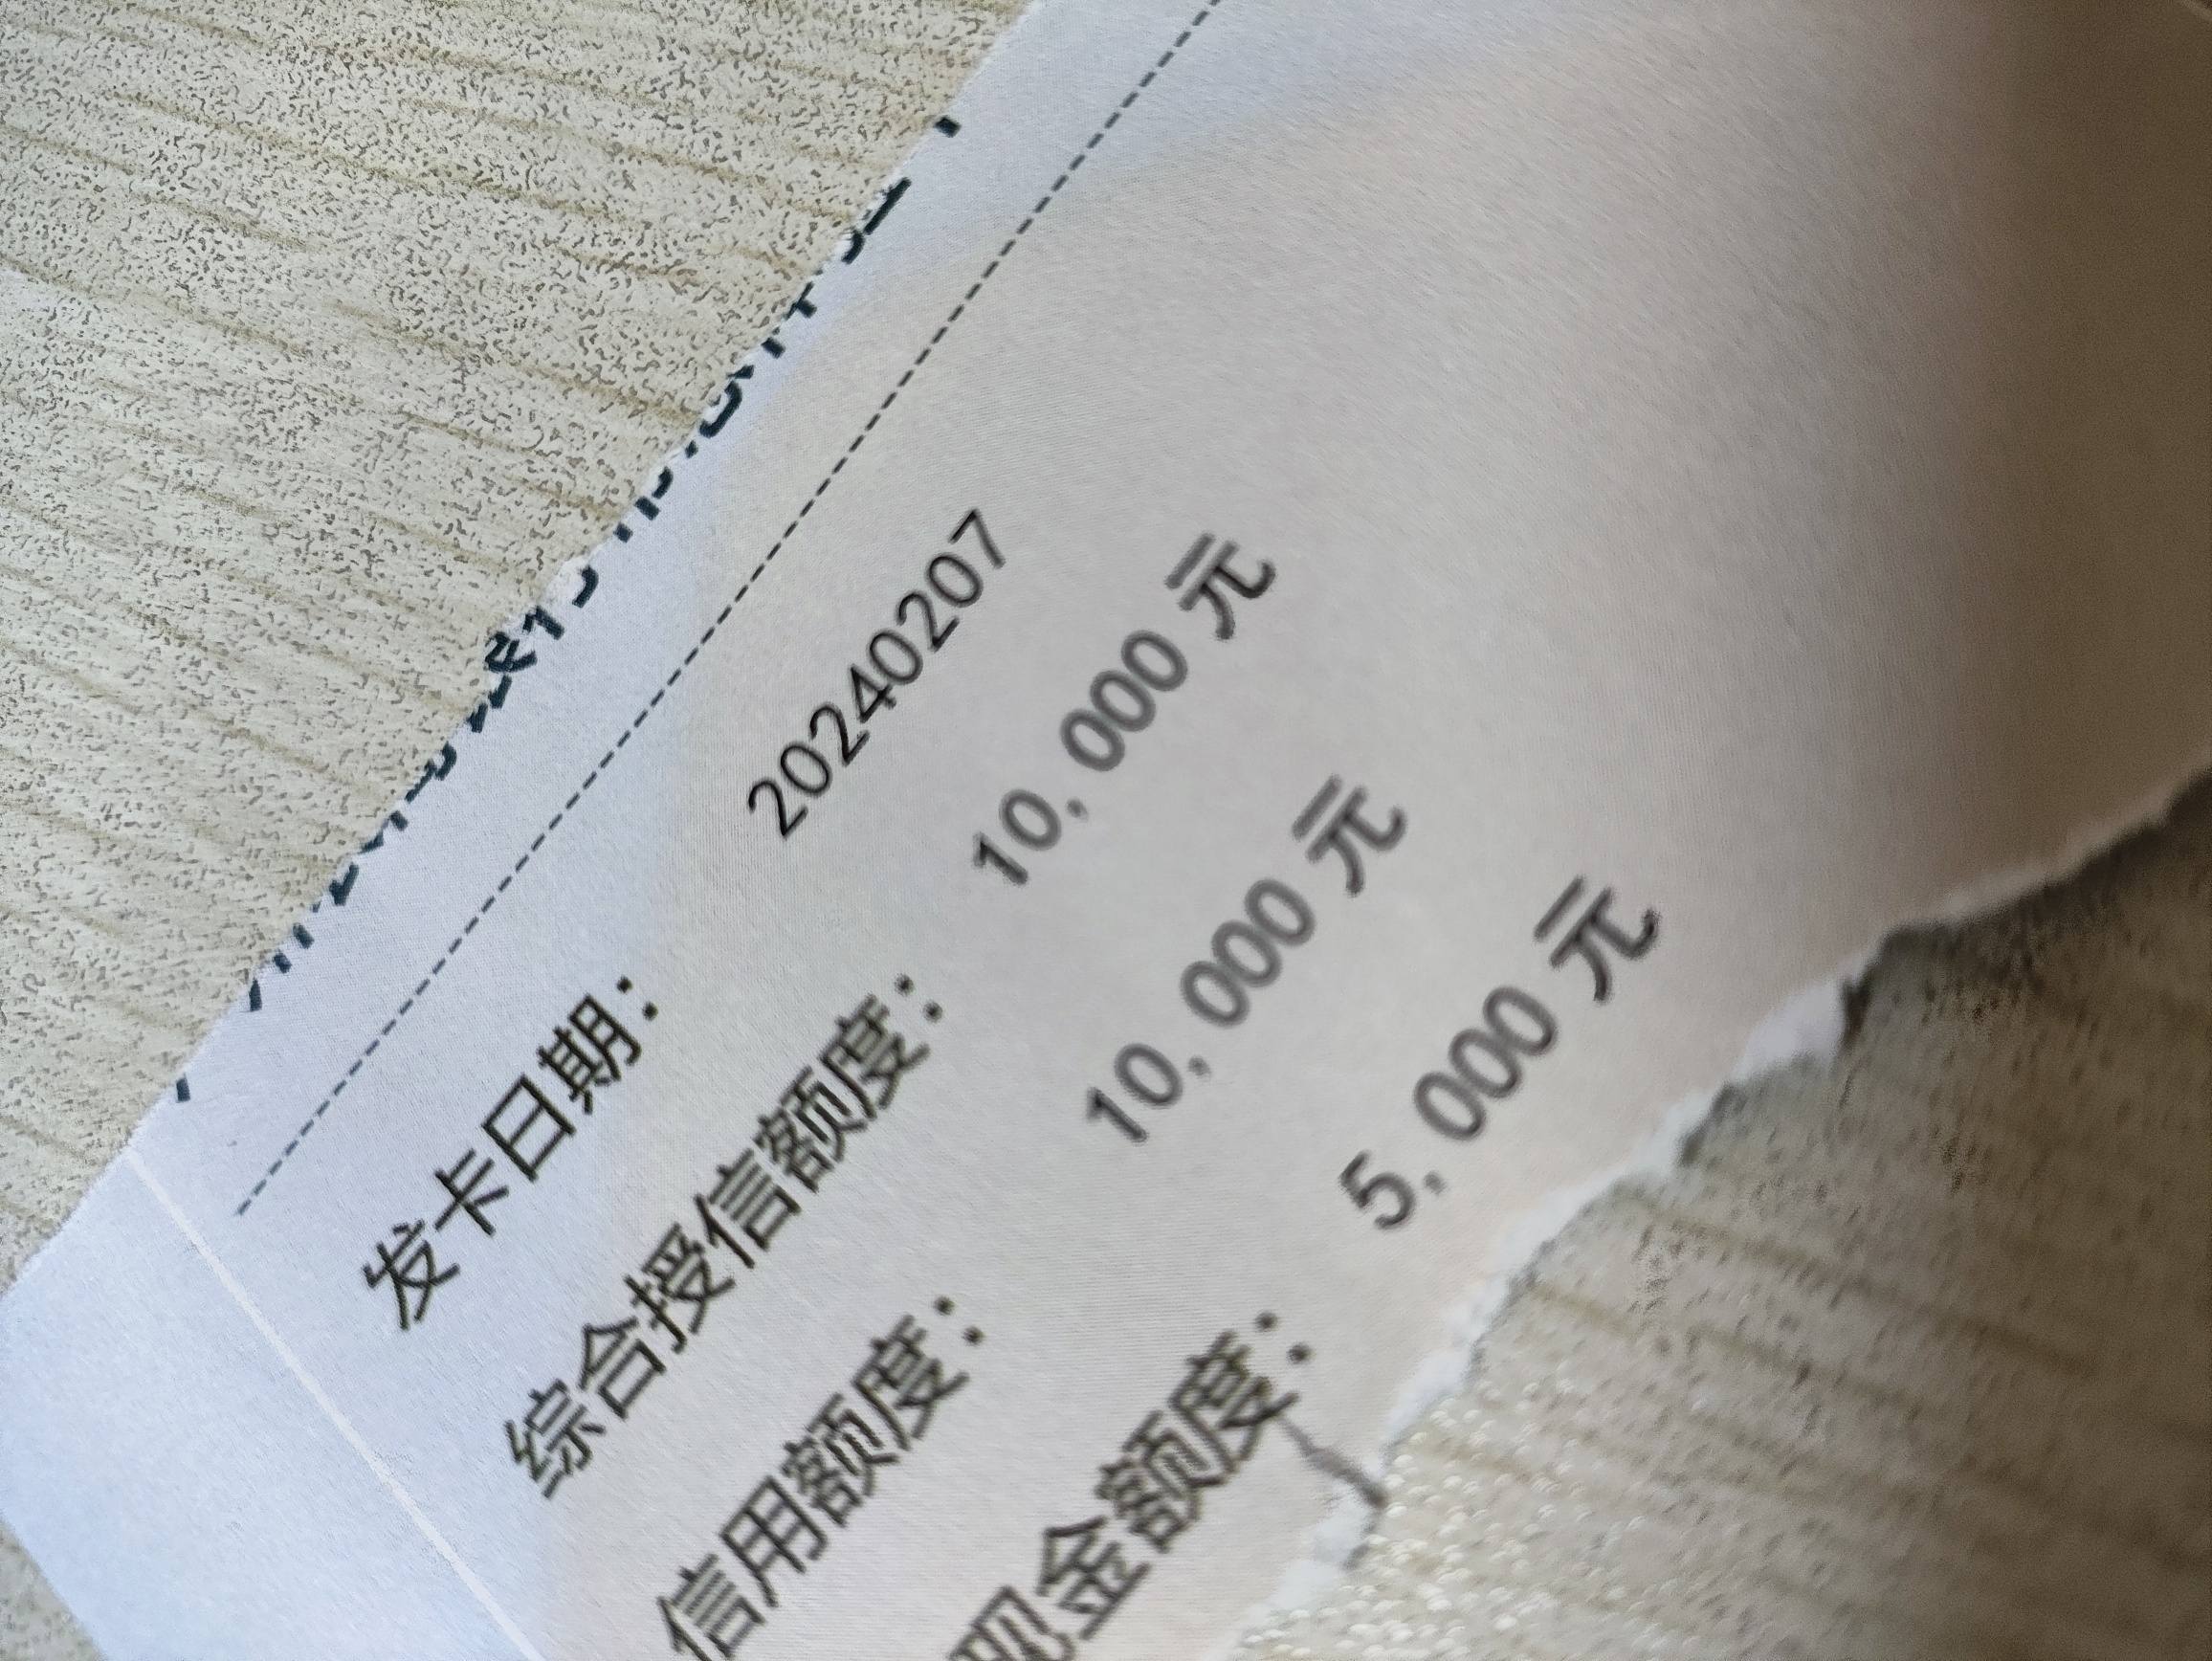 发卡日期: 20240207
综合授信额度: 10,000 元
信用额度: 10,000 元
现金额度: 5,000 元